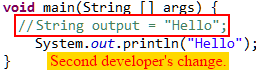 void main(String [] args) {
//String output = "Hello";
System.out.println("Hello");
}
Second developer's change.